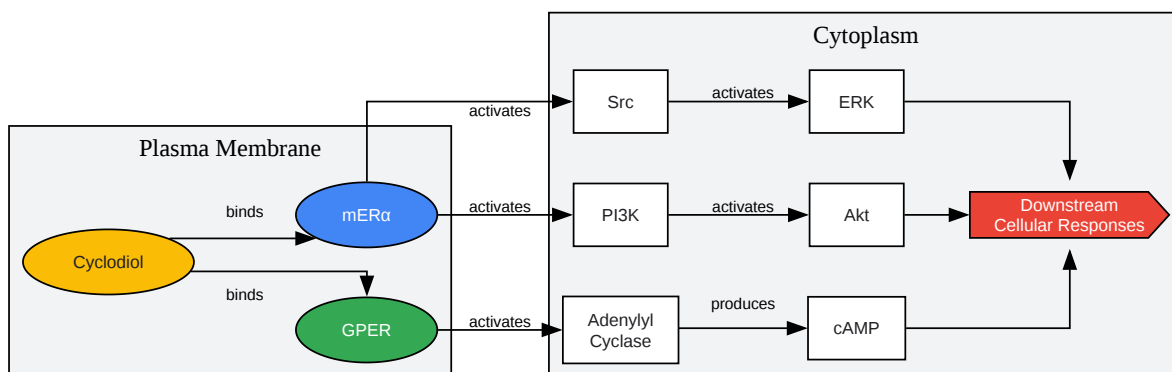 Cytoplasm
activates
Src
activates
ERK
Plasma Membrane
binds
mERα
activates
PI3K
activates
Akt
Downstream
Cellular Responses
Cyclodiol
binds
GPER
activates
Adenylyl
Cyclase
produces
cAMP